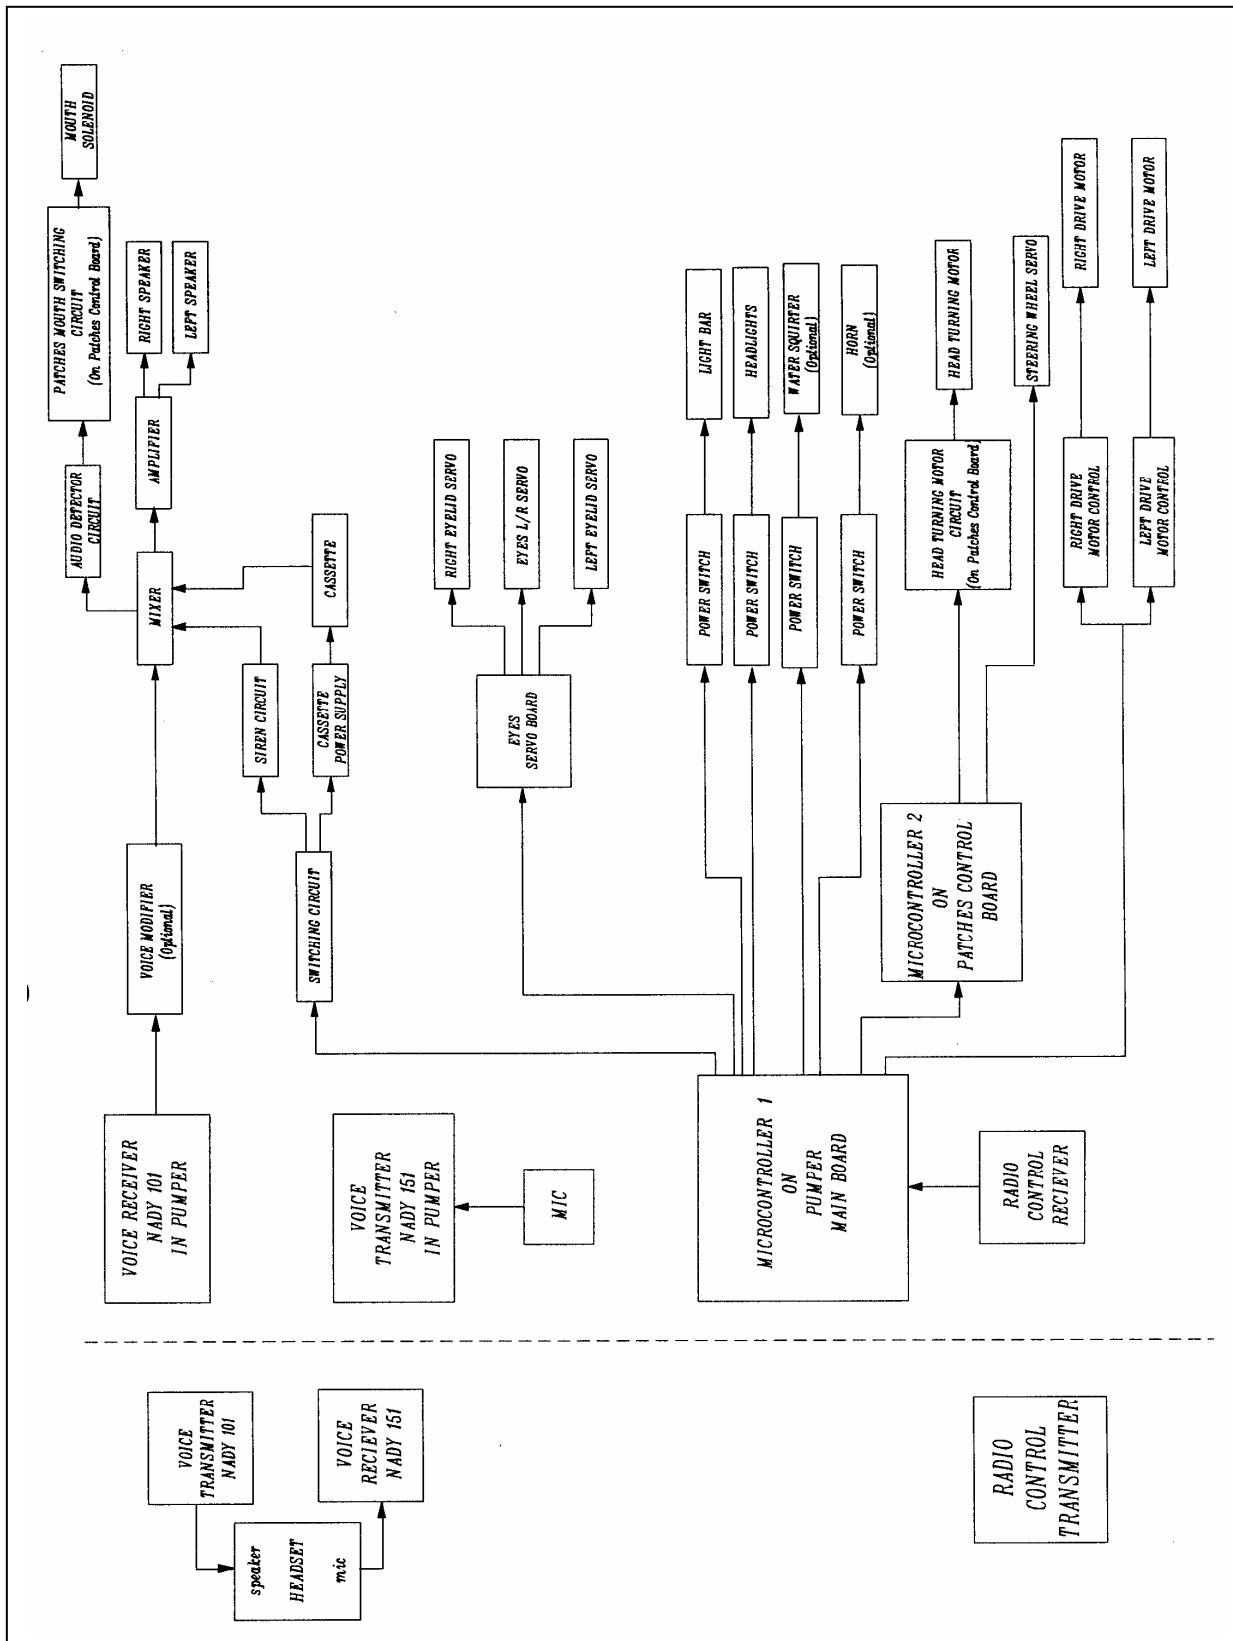 VOICE
TRANSMITTER
NADY 101
speaker
HEADSET
mic
VOICE
RECIEVER
NADY 151
RADIO
CONTROL
TRANSMITTER
VOICE RECEIVER
NADY 101
IN PUMPER
VOICE
TRANSMITTER
NADY 151
IN PUMPER
MIC
MICROCONTROLLER 1
ON
PUMPER
MAIN BOARD
RADIO
CONTROL
RECIEVER
VOICE MODIFIER
(Optional)
SWITCHING CIRCUIT
SIREN CIRCUIT
CASSETTE
POWER SUPPLY
CASSETTE
MIXER
AUDIO DETECTOR
CIRCUIT
AMPLIFIER
PATCHES MOUTH SWITCHING
CIRCUIT
(On Patches Control Board)
MOUTH
SOLENOID
RIGHT SPEAKER
LEFT SPEAKER
EYES
SERVO BOARD
RIGHT EYELID SERVO
EYES L/R SERVO
LEFT EYELID SERVO
POWER SWITCH
LIGHT BAR
POWER SWITCH
HEADLIGHTS
POWER SWITCH
WATER SQUIRTER
(Optional)
POWER SWITCH
HORN
(Optional)
MICROCONTROLLER 2
ON
PATCHES CONTROL
BOARD
HEAD TURNING MOTOR
CIRCUIT
(On Patches Control Board)
HEAD TURNING MOTOR
STEERING WHEEL SERVO
RIGHT DRIVE
MOTOR CONTROL
RIGHT DRIVE MOTOR
LEFT DRIVE
MOTOR CONTROL
LEFT DRIVE MOTOR